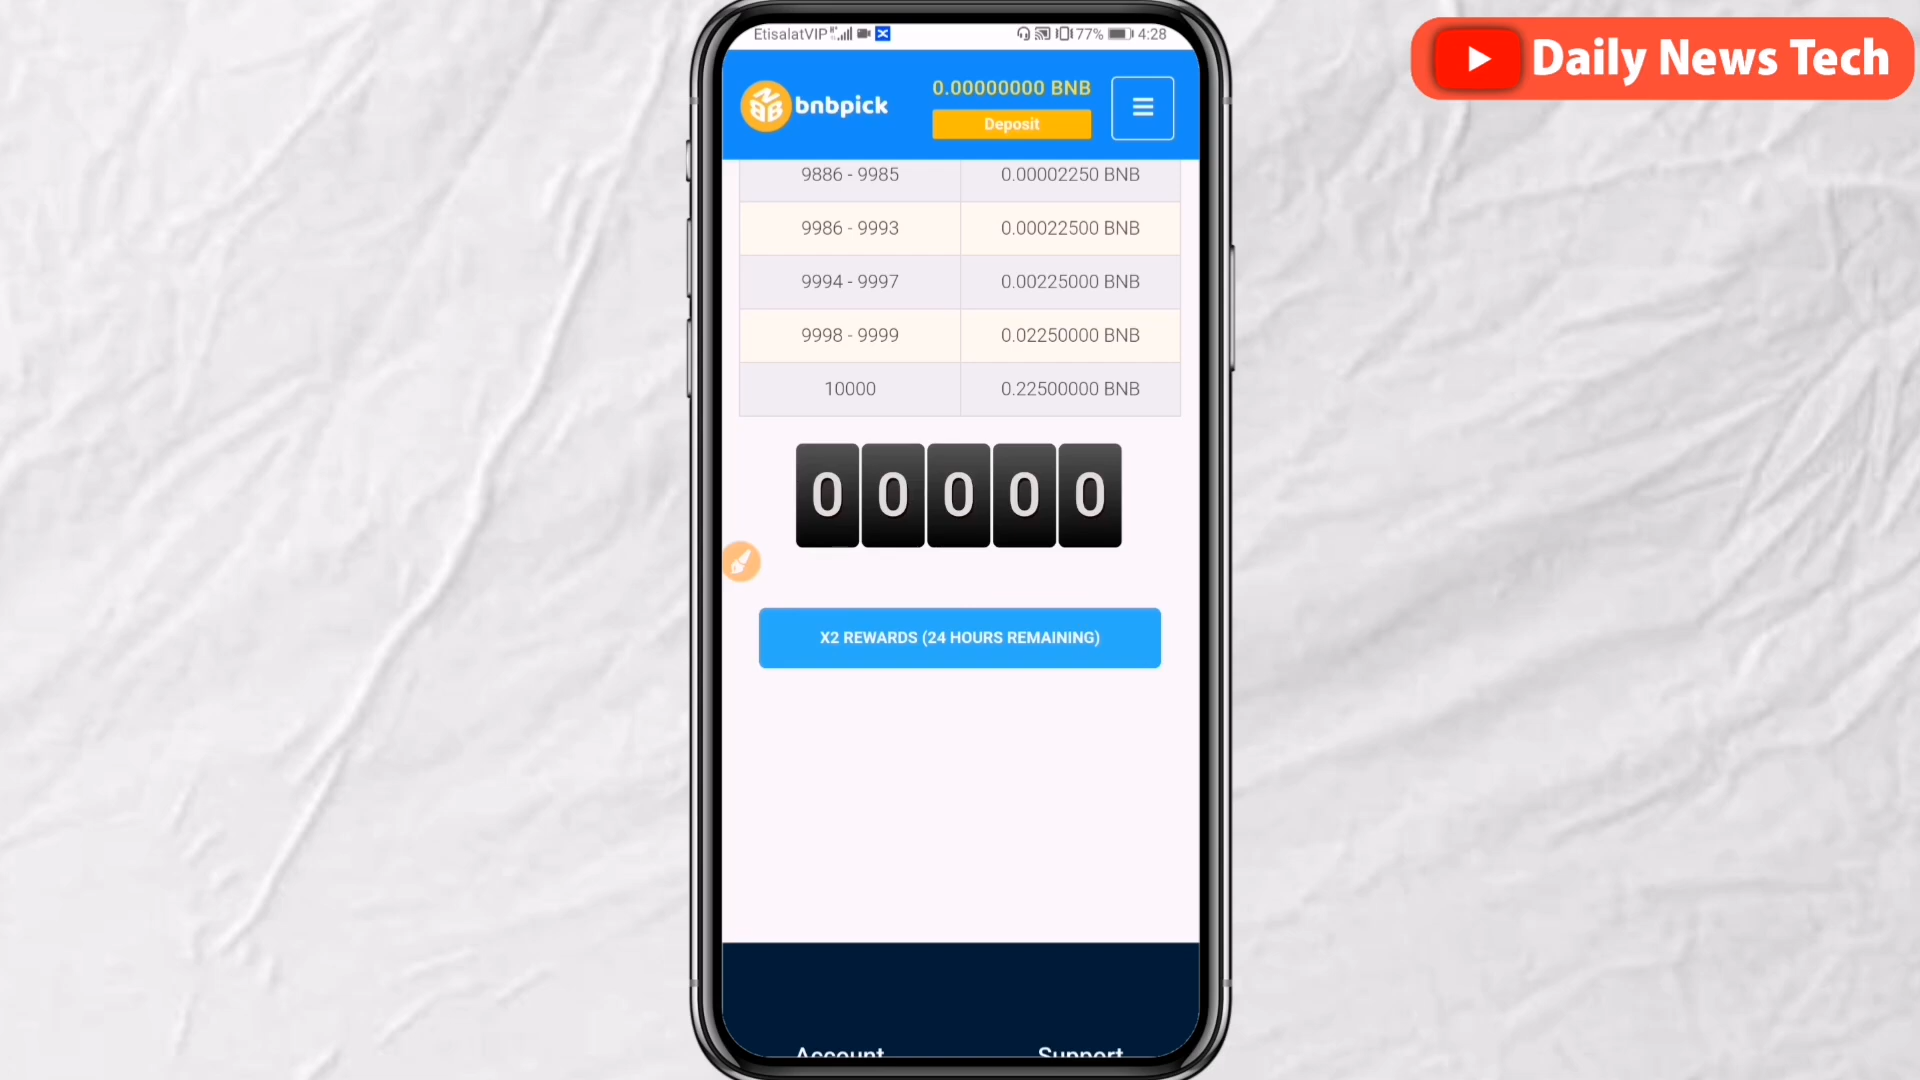 Daily News Tech
EtisalatVIP 77% 4:28
bnbpick
0.00000000 BNB
Deposit
9886 - 9985 0.00002250 BNB
9986 - 9993 0.00022500 BNB
9994 - 9997 0.00225000 BNB
9998 - 9999 0.02250000 BNB
10000 0.22500000 BNB
0 0 0 0 0
X2 REWARDS (24 HOURS REMAINING)
Account Support